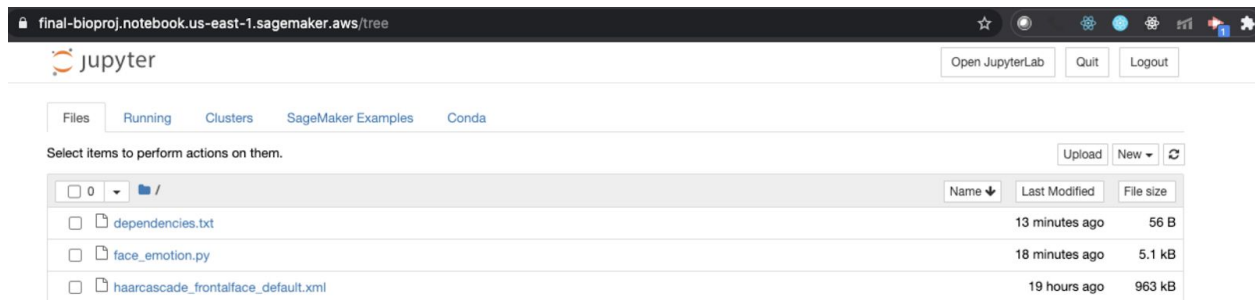 final-bioproj.notebook.us-east-1.sagemaker.aws/tree
1
jupyter
Open JupyterLab Quit Logout
Files Running Clusters SageMaker Examples Conda
Select items to perform actions on them.
Upload New
0 / Name Last Modified File size
dependencies.txt 13 minutes ago 56 B
face_emotion.py 18 minutes ago 5.1 kB
haarcascade_frontalface_default.xml 19 hours ago 963 kB